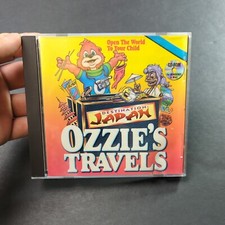 Open The World
To Your Child
DESTINATION
JAPAN
OZZIE'S
TRAVELS